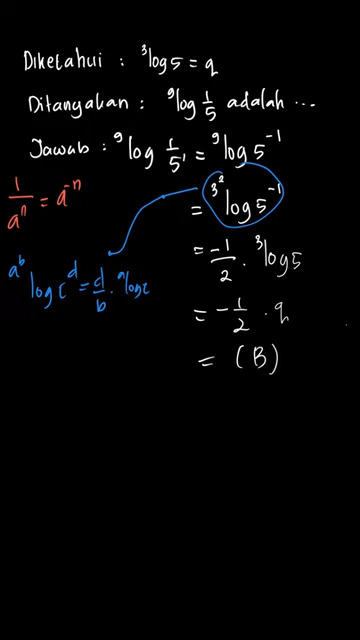 Diketahui : ³log 5 = q
Ditanyakan : ⁹log 1/5 adalah ...
Jawab : ⁹log 1/5¹ = ⁹log 5⁻¹
1/aⁿ = a⁻ⁿ
= 3²log 5⁻¹
= -1/2 · ³log 5
a^b log c^d = d/b · ᵃlog c
= -1/2 · q
= (B)